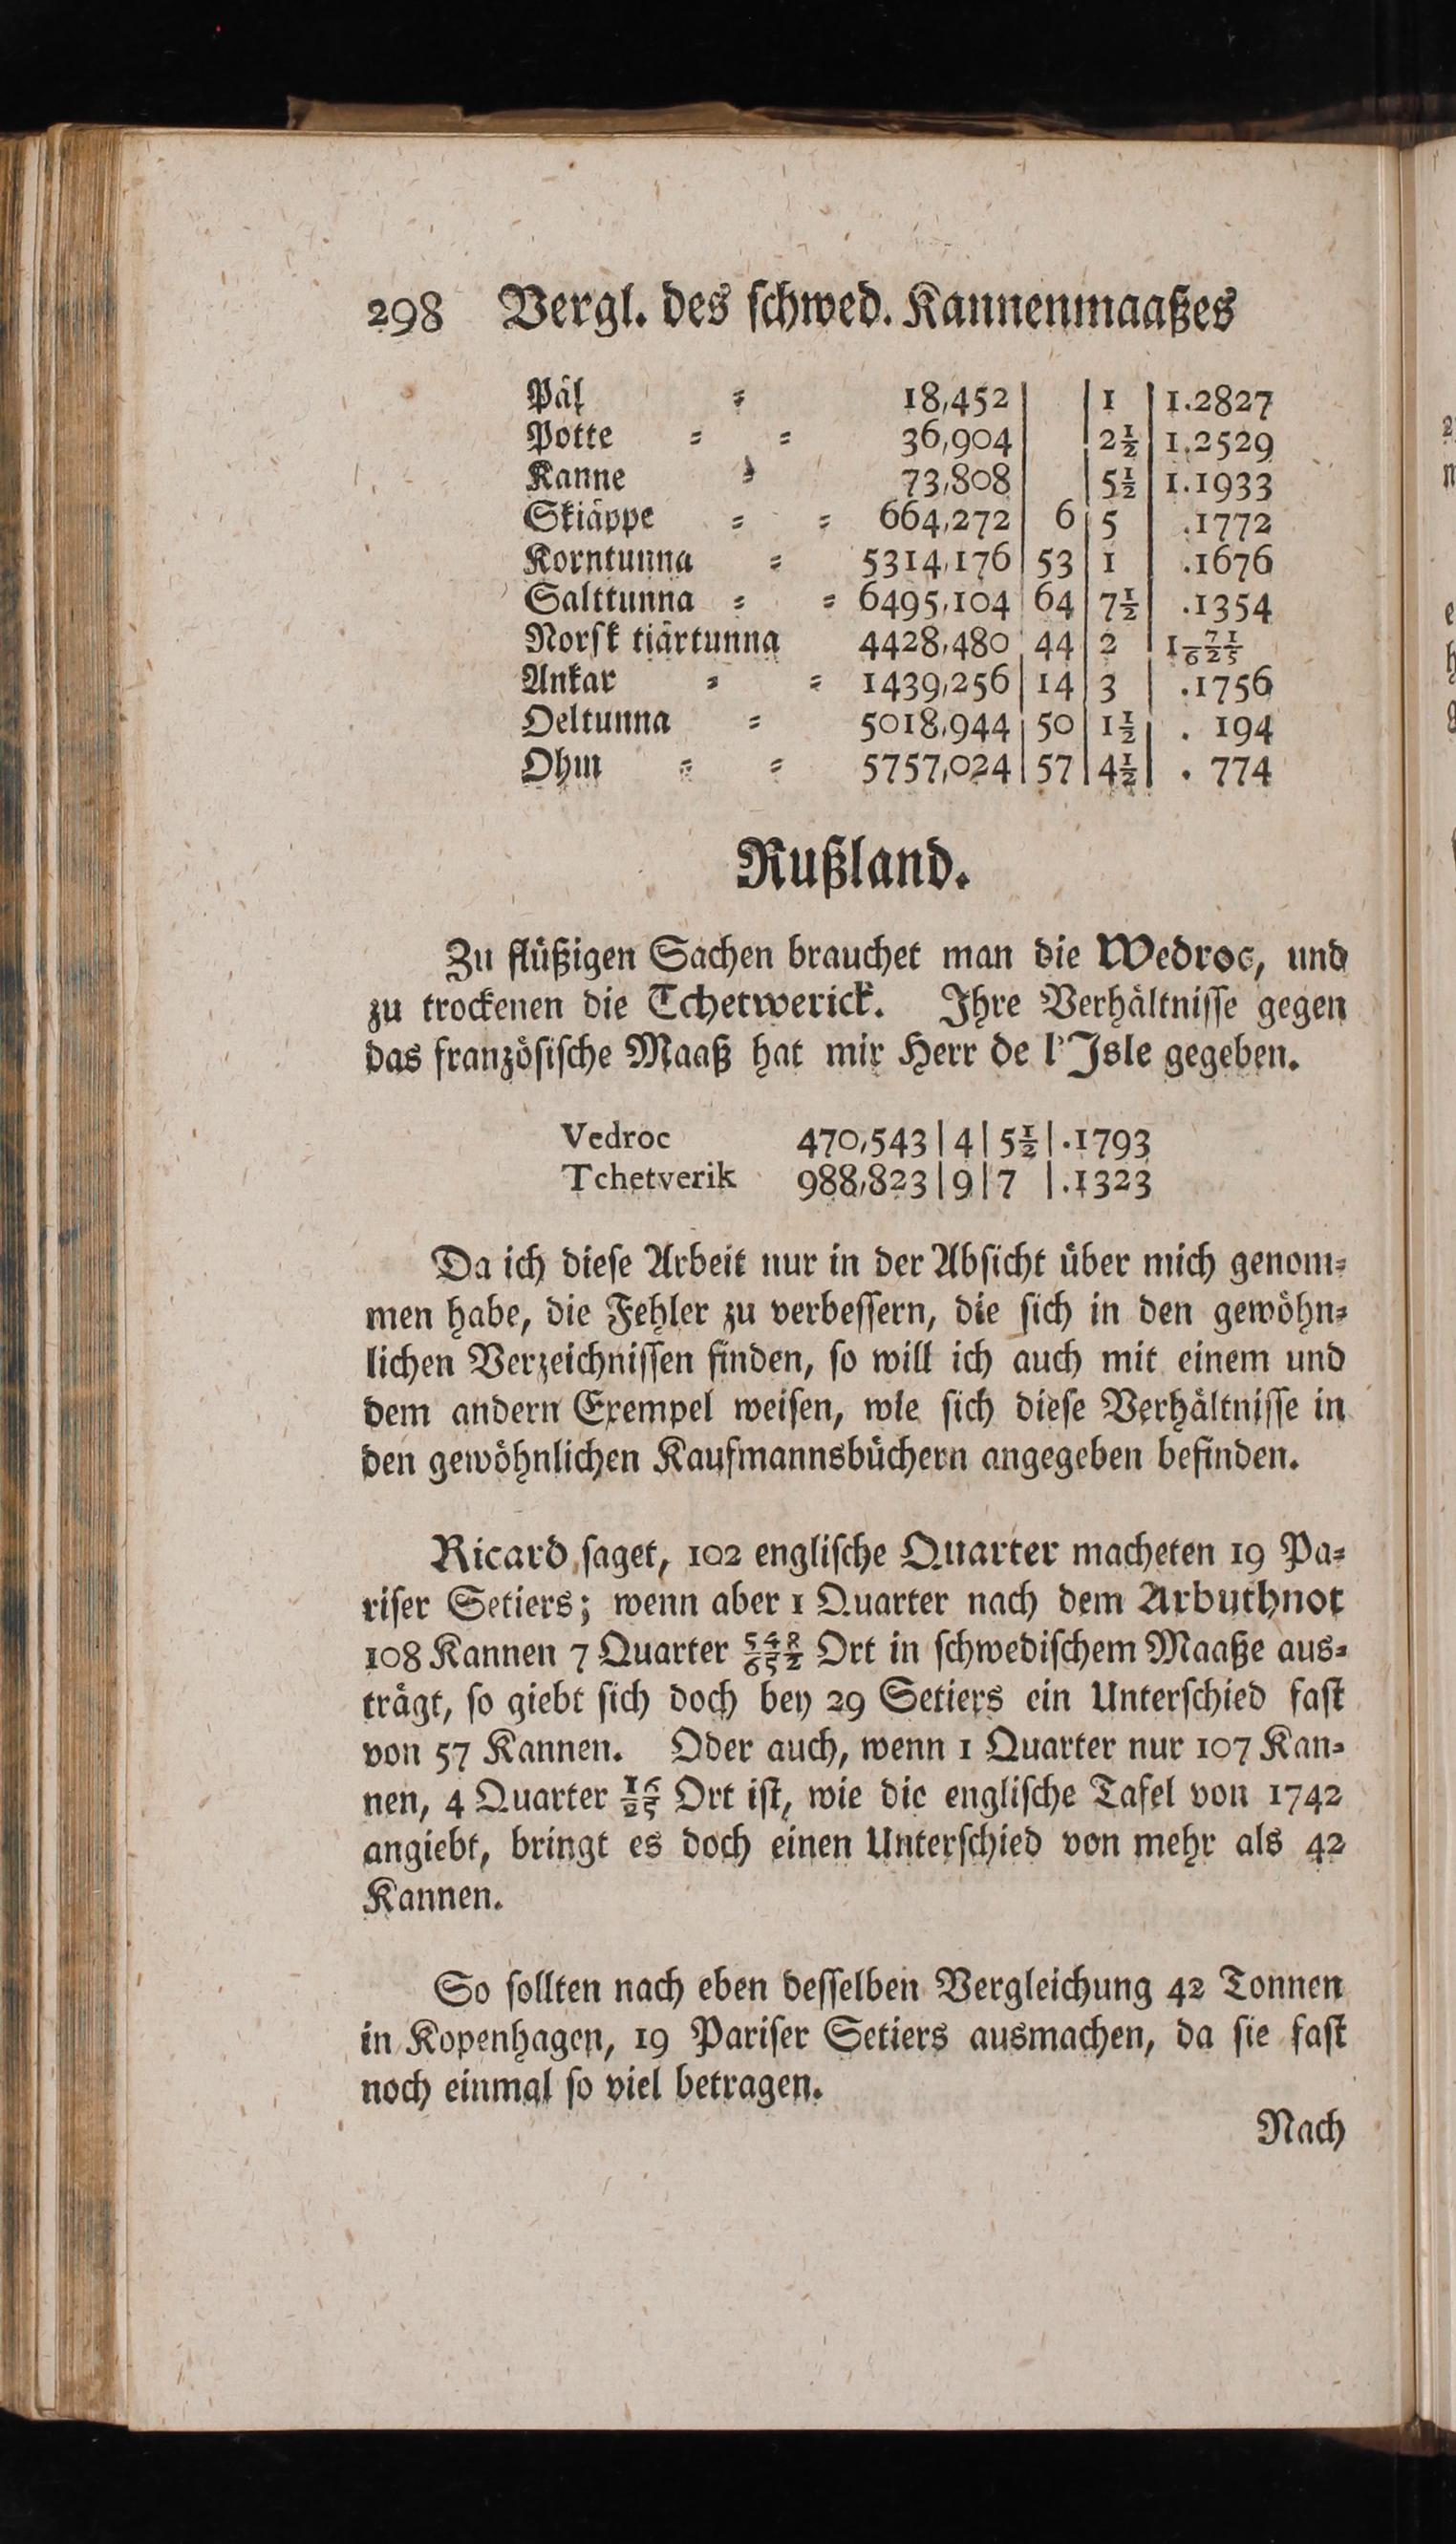 298 Vergl. des ſchwed. Kannenmaaßes
Päl ⸗ 18,452 | | 1 | 1.2827
Potte ⸗ ⸗ 36,904 | | 2½ | 1.2529
Kanne ⸗ 73,808 | | 5½ | 1.1933
Skiäppe ⸗ ⸗ 664,272 | 6 | 5 | .1772
Korntunna ⸗ 5314,176 | 53 | 1 | .1676
Salttunna ⸗ ⸗ 6495,104 | 64 | 7½ | .1354
Norſk tiärtunna 4428,480 | 44 | 2 | 1 71/625
Ankar ⸗ ⸗ 1439,256 | 14 | 3 | .1756
Oeltunna ⸗ 5018,944 | 50 | 1½ | . 194
Ohm ⸗ ⸗ 5757,024 | 57 | 4½ | . 774
Rußland.
Zu flüßigen Sachen brauchet man die Wedroc, und
zu trockenen die Tchetwerick. Ihre Verhältniſſe gegen
das franzöſiſche Maaß hat mir Herr de l'Isle gegeben.
Vedroc 470,543 | 4 | 5½ | .1793
Tchetverik 988,823 | 9 | 7 | .1323
Da ich dieſe Arbeit nur in der Abſicht über mich genom⸗
men habe, die Fehler zu verbeſſern, die ſich in den gewöhn⸗
lichen Verzeichniſſen finden, ſo will ich auch mit einem und
dem andern Exempel weiſen, wie ſich dieſe Verhältniſſe in
den gewöhnlichen Kaufmannsbüchern angegeben befinden.
Ricard ſaget, 102 engliſche Quarter macheten 19 Pa⸗
riſer Setiers; wenn aber 1 Quarter nach dem Arbuthnot
108 Kannen 7 Quarter 548/652 Ort in ſchwediſchem Maaße aus⸗
trägt, ſo giebt ſich doch bey 29 Setiers ein Unterſchied faſt
von 57 Kannen. Oder auch, wenn 1 Quarter nur 107 Kan⸗
nen, 4 Quarter 16/25 Ort iſt, wie die engliſche Tafel von 1742
angiebt, bringt es doch einen Unterſchied von mehr als 42
Kannen.
So ſollten nach eben deſſelben Vergleichung 42 Tonnen
in Kopenhagen, 19 Pariſer Setiers ausmachen, da ſie faſt
noch einmal ſo viel betragen.
Nach